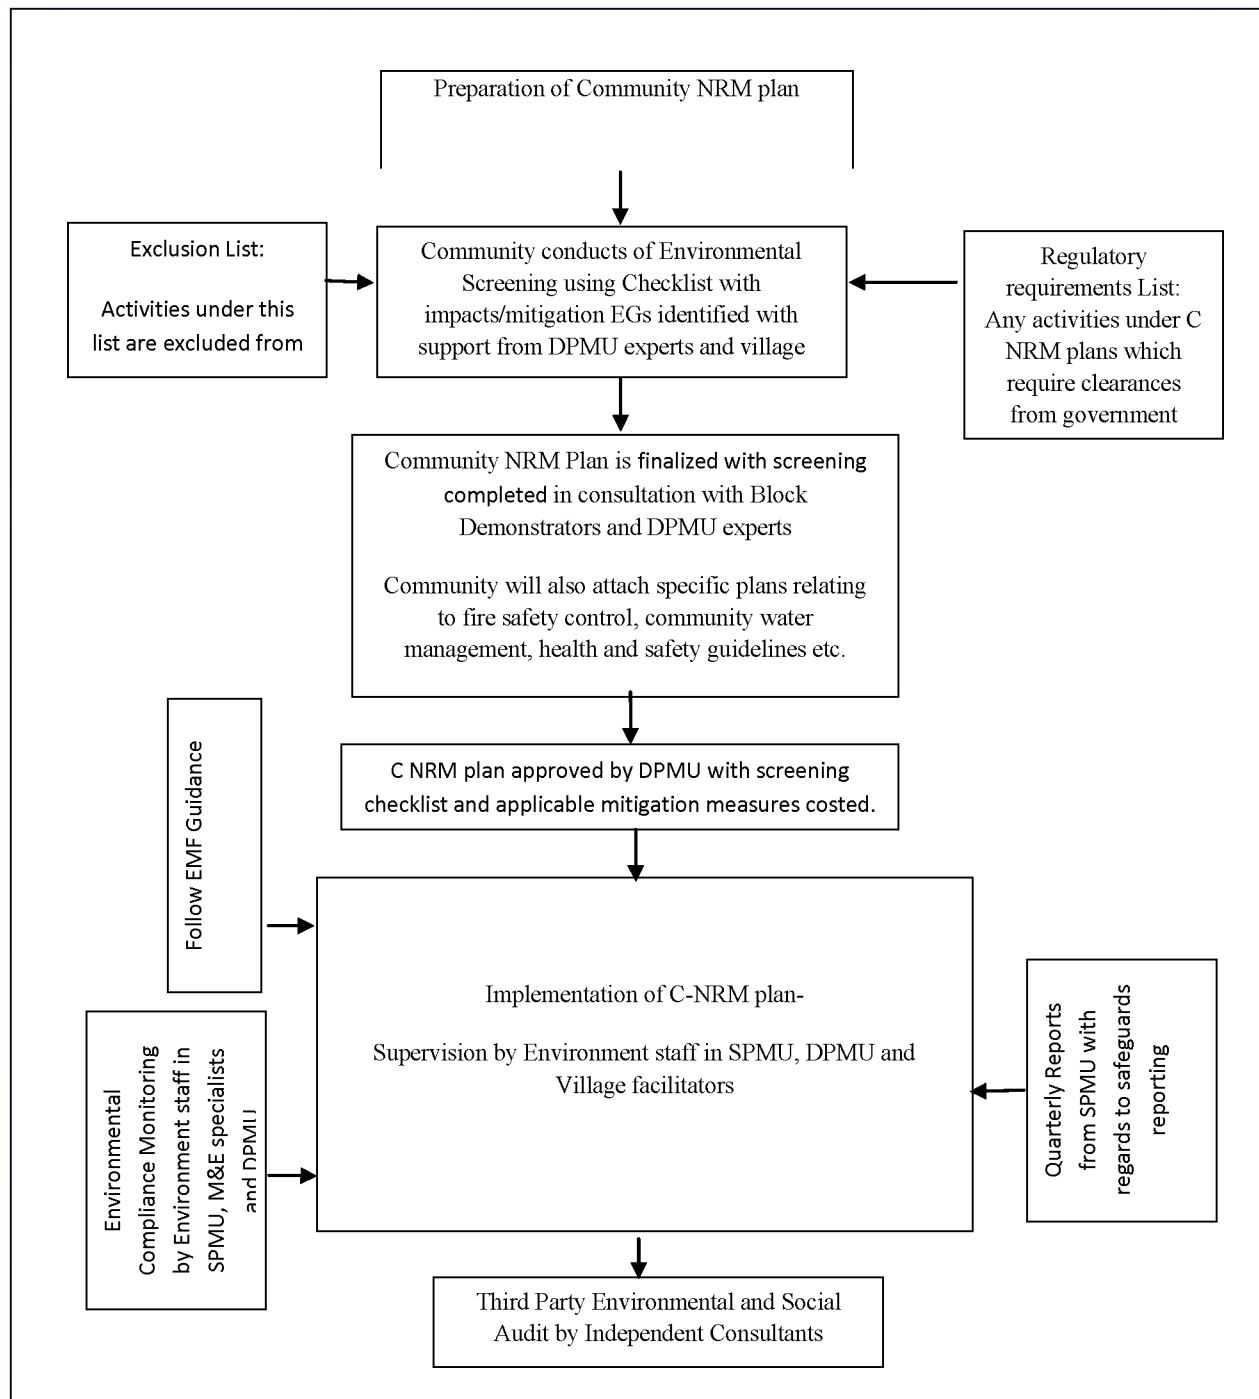 Preparation of Community NRM plan
Exclusion List:
Activities under this
list are excluded from
Community conducts of Environmental
Screening using Checklist with
impacts/mitigation EGs identified with
support from DPMU experts and village
Regulatory
requirements List:
Any activities under C
NRM plans which
require clearances
from government
Community NRM Plan is finalized with screening
completed in consultation with Block
Demonstrators and DPMU experts
Community will also attach specific plans relating
to fire safety control, community water
management, health and safety guidelines etc.
C NRM plan approved by DPMU with screening
checklist and applicable mitigation measures costed.
Follow EMF Guidance
Environmental
Compliance Monitoring
by Environment staff in
SPMU, M&E specialists
and DPMU
Implementation of C-NRM plan-
Supervision by Environment staff in SPMU, DPMU and
Village facilitators
Quarterly Reports
from SPMU with
regards to safeguards
reporting
Third Party Environmental and Social
Audit by Independent Consultants